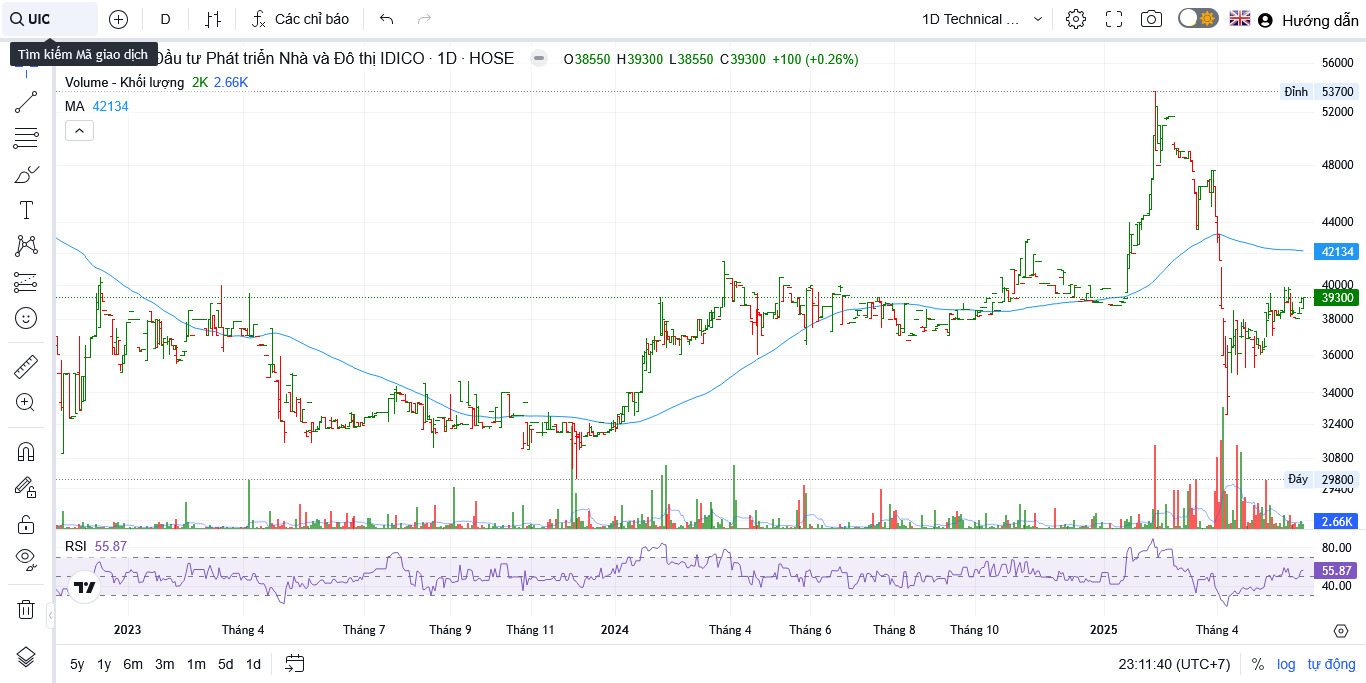 UIC
D
Các chỉ báo
1D Technical ...
Hướng dẫn
Tìm kiếm Mã giao dịch
Đầu tư Phát triển Nhà và Đô thị IDICO · 1D · HOSE
O38550 H39300 L38550 C39300 +100 (+0.26%)
Volume - Khối lượng 2K 2.66K
MA 42134
56000
Đỉnh 53700
52000
48000
44000
42134
40000
39300
38000
36000
34000
32400
30800
Đáy 29800
29400
2.66K
RSI 55.87
80.00
55.87
40.00
2023 Tháng 4 Tháng 7 Tháng 9 Tháng 11 2024 Tháng 4 Tháng 6 Tháng 8 Tháng 10 2025 Tháng 4
5y 1y 6m 3m 1m 5d 1d
23:11:40 (UTC+7) % log tự động